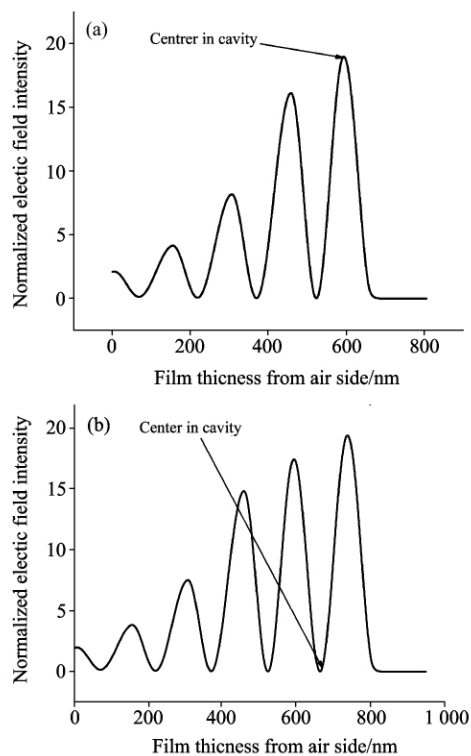 (a)
Centrer in cavity
Normalized electic field intensity
20
15
10
5
0
0 200 400 600 800
Film thicness from air side/nm
(b)
Center in cavity
Normalized electic field intensity
20
15
10
5
0
0 200 400 600 800 1 000
Film thicness from air side/nm